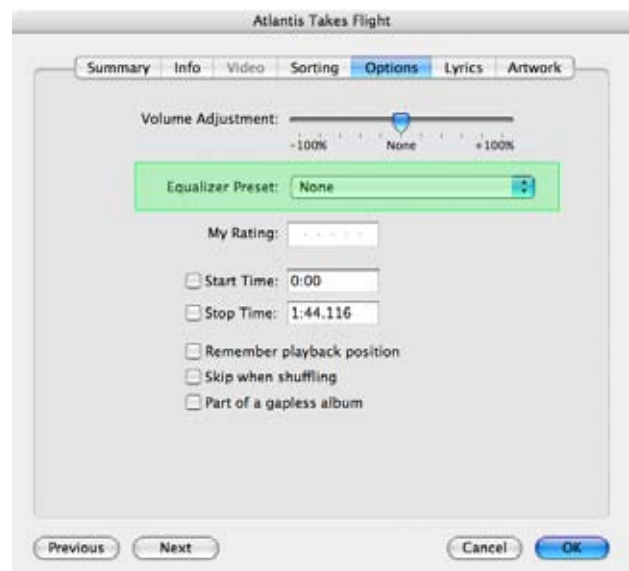 Atlantis Takes Flight
Summary Info Video Sorting Options Lyrics Artwork
Volume Adjustment:
-100% None +100%
Equalizer Preset: None
My Rating:
Start Time: 0:00
Stop Time: 1:44.116
Remember playback position
Skip when shuffling
Part of a gapless album
Previous Next Cancel OK